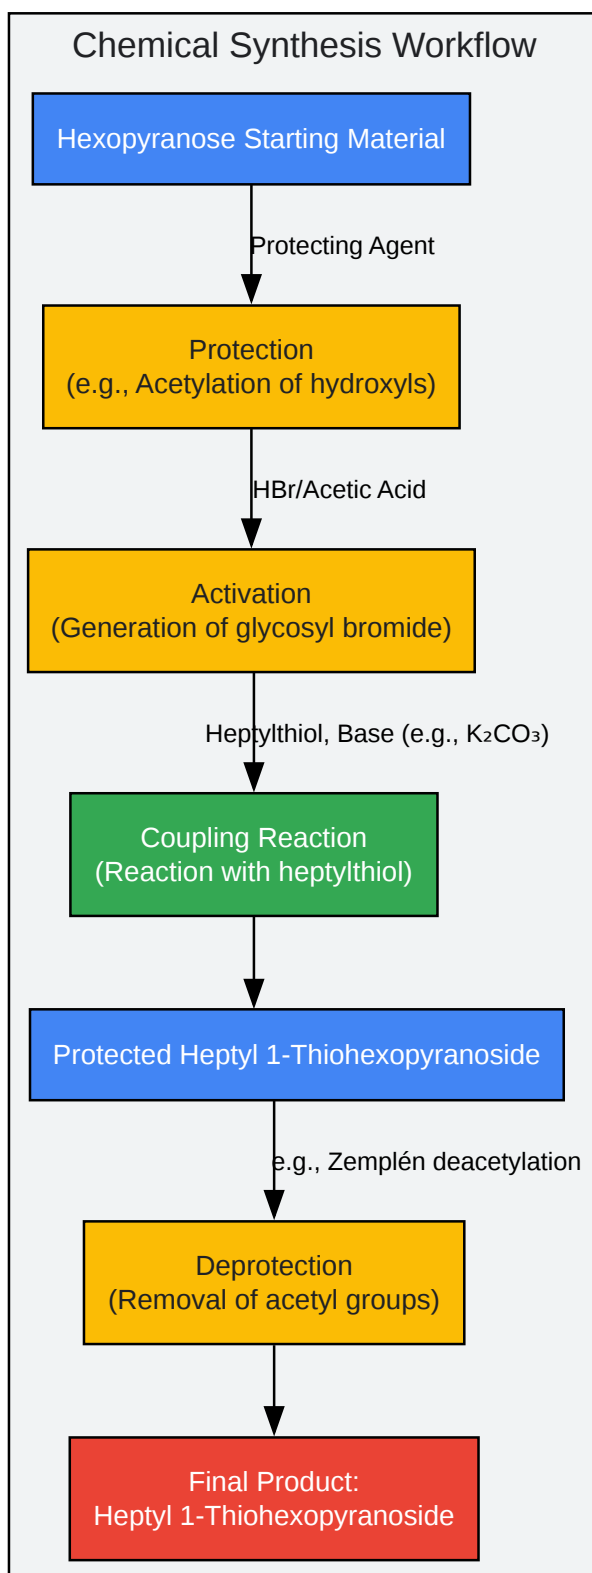 Chemical Synthesis Workflow
Hexopyranose Starting Material
Protecting Agent
Protection
(e.g., Acetylation of hydroxyls)
HBr/Acetic Acid
Activation
(Generation of glycosyl bromide)
Heptylthiol, Base (e.g., K₂CO₃)
Coupling Reaction
(Reaction with heptylthiol)
Protected Heptyl 1-Thiohexopyranoside
e.g., Zemplén deacetylation
Deprotection
(Removal of acetyl groups)
Final Product:
Heptyl 1-Thiohexopyranoside